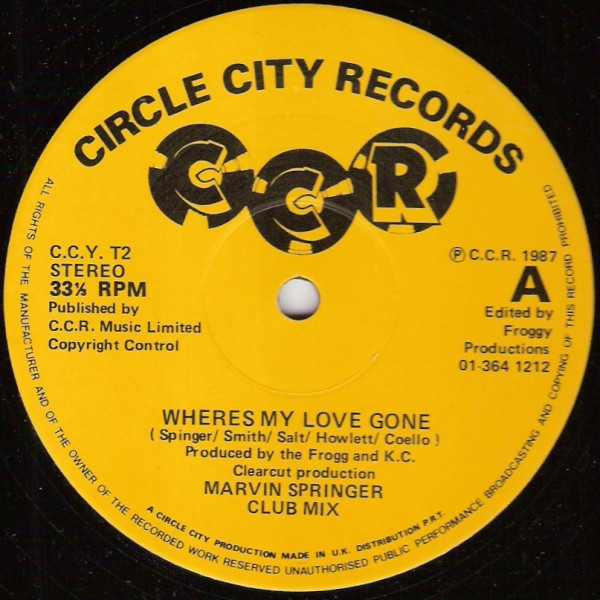 CIRCLE CITY RECORDS
CCR
C.C.Y. T2
STEREO
33⅓ RPM
Published by
C.C.R. Music Limited
Copyright Control
Ⓟ C.C.R. 1987
A
Edited by
Froggy
Productions
01-364 1212
WHERES MY LOVE GONE
( Spinger/ Smith/ Salt/ Howlett/ Coello )
Produced by the Frogg and K.C.
Clearcut production
MARVIN SPRINGER
CLUB MIX
A CIRCLE CITY PRODUCTION MADE IN U.K. DISTRIBUTION P.R.T.
ALL RIGHTS OF THE MANUFACTURER AND OF THE OWNER OF THE RECORDED WORK RESERVED UNAUTHORISED PUBLIC PERFORMANCE BROADCASTING AND COPYING OF THIS RECORD PROHIBITED